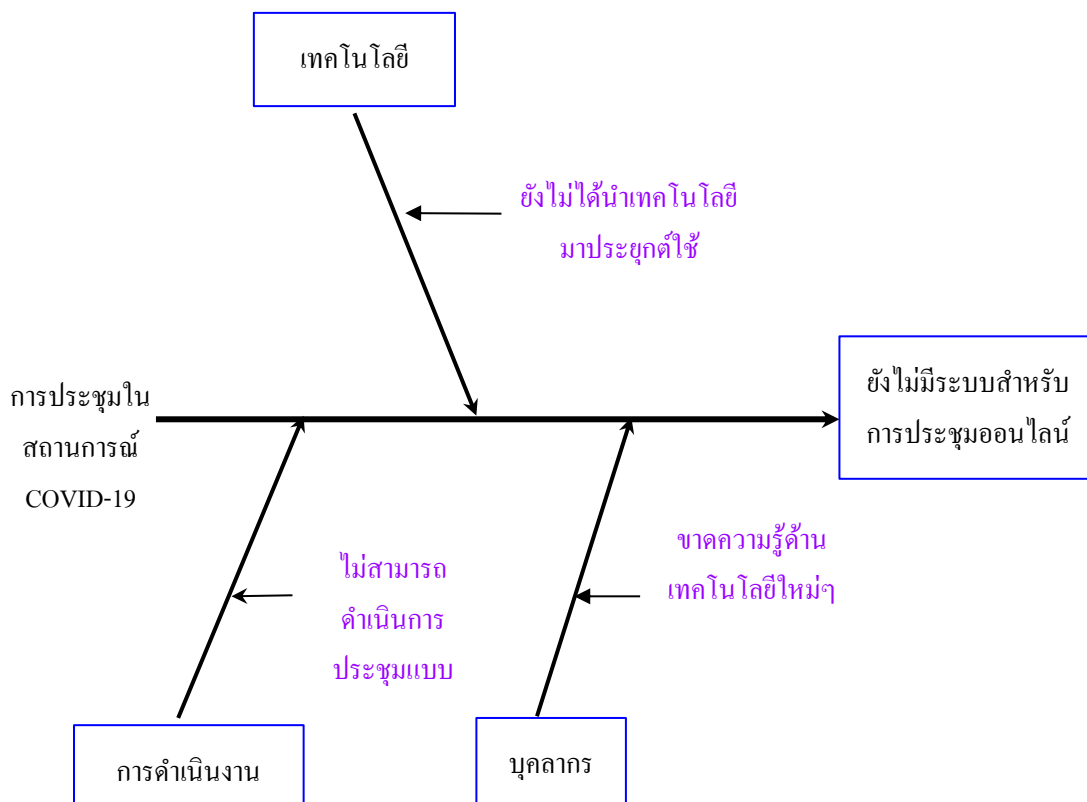 เทคโนโลยี
ยังไม่ได้นำเทคโนโลยี
มาประยุกต์ใช้
การประชุมใน
สถานการณ์
COVID-19
ยังไม่มีระบบสำหรับ
การประชุมออนไลน์
ไม่สามารถ
ดำเนินการ
ประชุมแบบ
ขาดความรู้ด้าน
เทคโนโลยีใหม่ๆ
การดำเนินงาน
บุคลากร